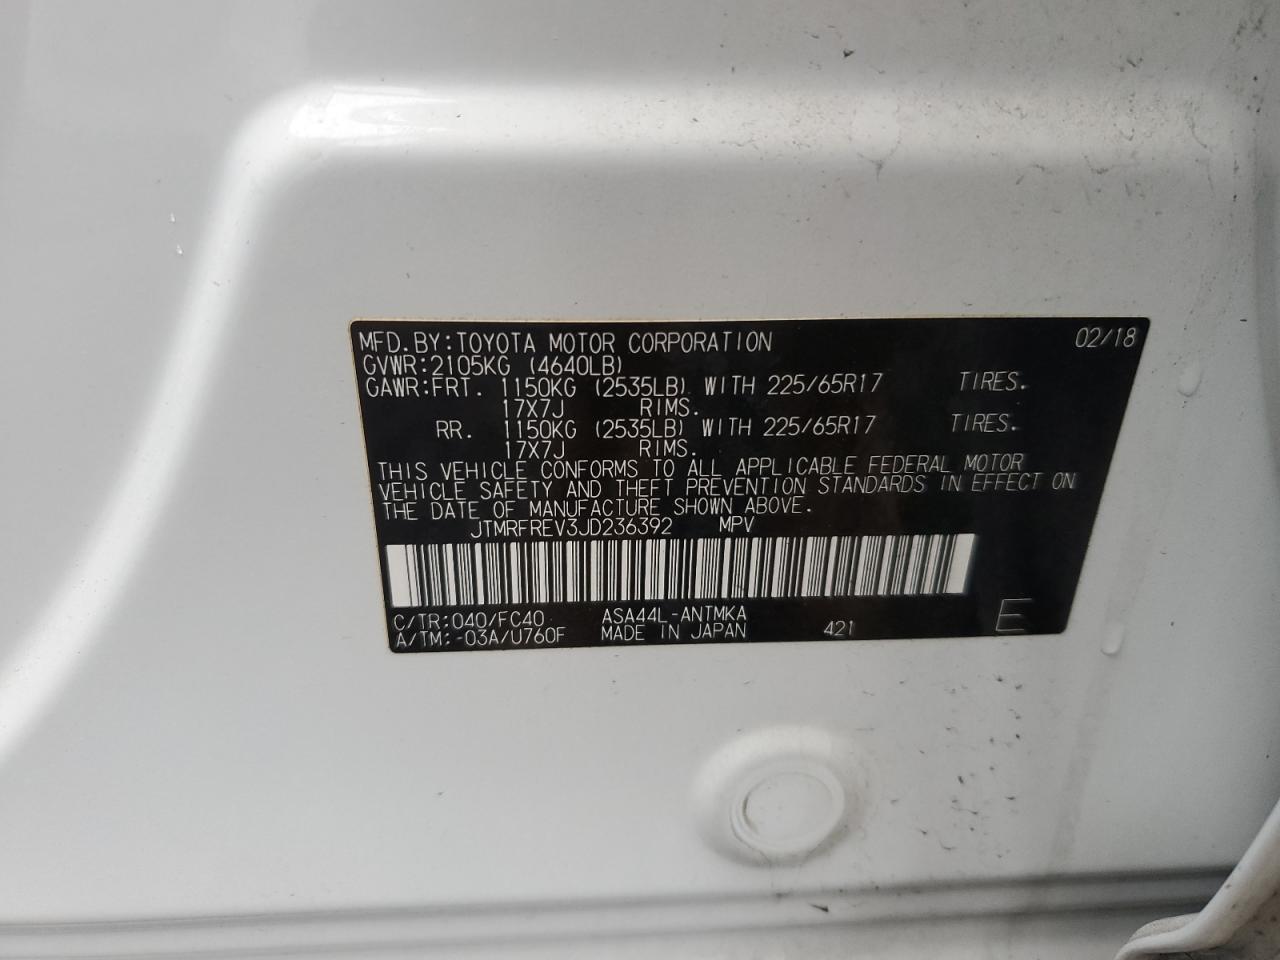 MFD.BY:TOYOTA MOTOR CORPORATION 02/18
GVWR:2105KG (4640LB)
GAWR:FRT. 1150KG (2535LB) WITH 225/65R17 TIRES.
17X7J RIMS.
RR. 1150KG (2535LB) WITH 225/65R17 TIRES.
17X7J RIMS.
THIS VEHICLE CONFORMS TO ALL APPLICABLE FEDERAL MOTOR
VEHICLE SAFETY AND THEFT PREVENTION STANDARDS IN EFFECT ON
THE DATE OF MANUFACTURE SHOWN ABOVE.
JTMRFREV3JD236392 MPV
C/TR:040/FC40 ASA44L-ANTMKA
A/TM:-03A/U760F MADE IN JAPAN 421 E